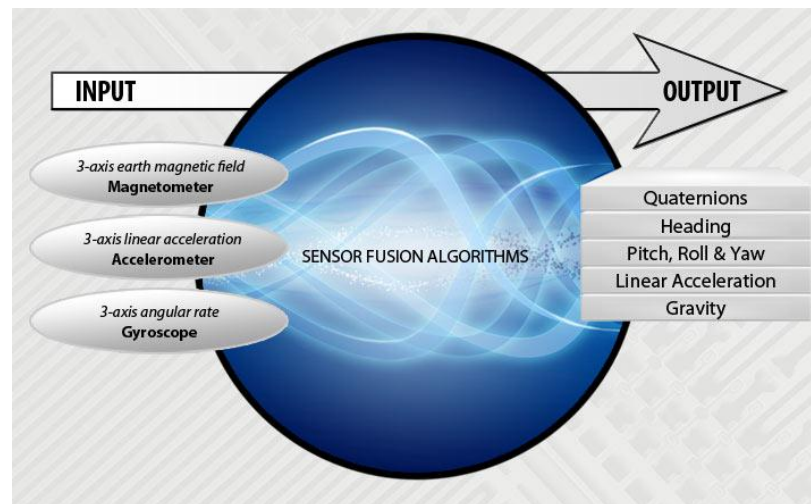 INPUT
OUTPUT
3-axis earth magnetic field
Magnetometer
3-axis linear acceleration
Accelerometer
3-axis angular rate
Gyroscope
SENSOR FUSION ALGORITHMS
Quaternions
Heading
Pitch, Roll & Yaw
Linear Acceleration
Gravity